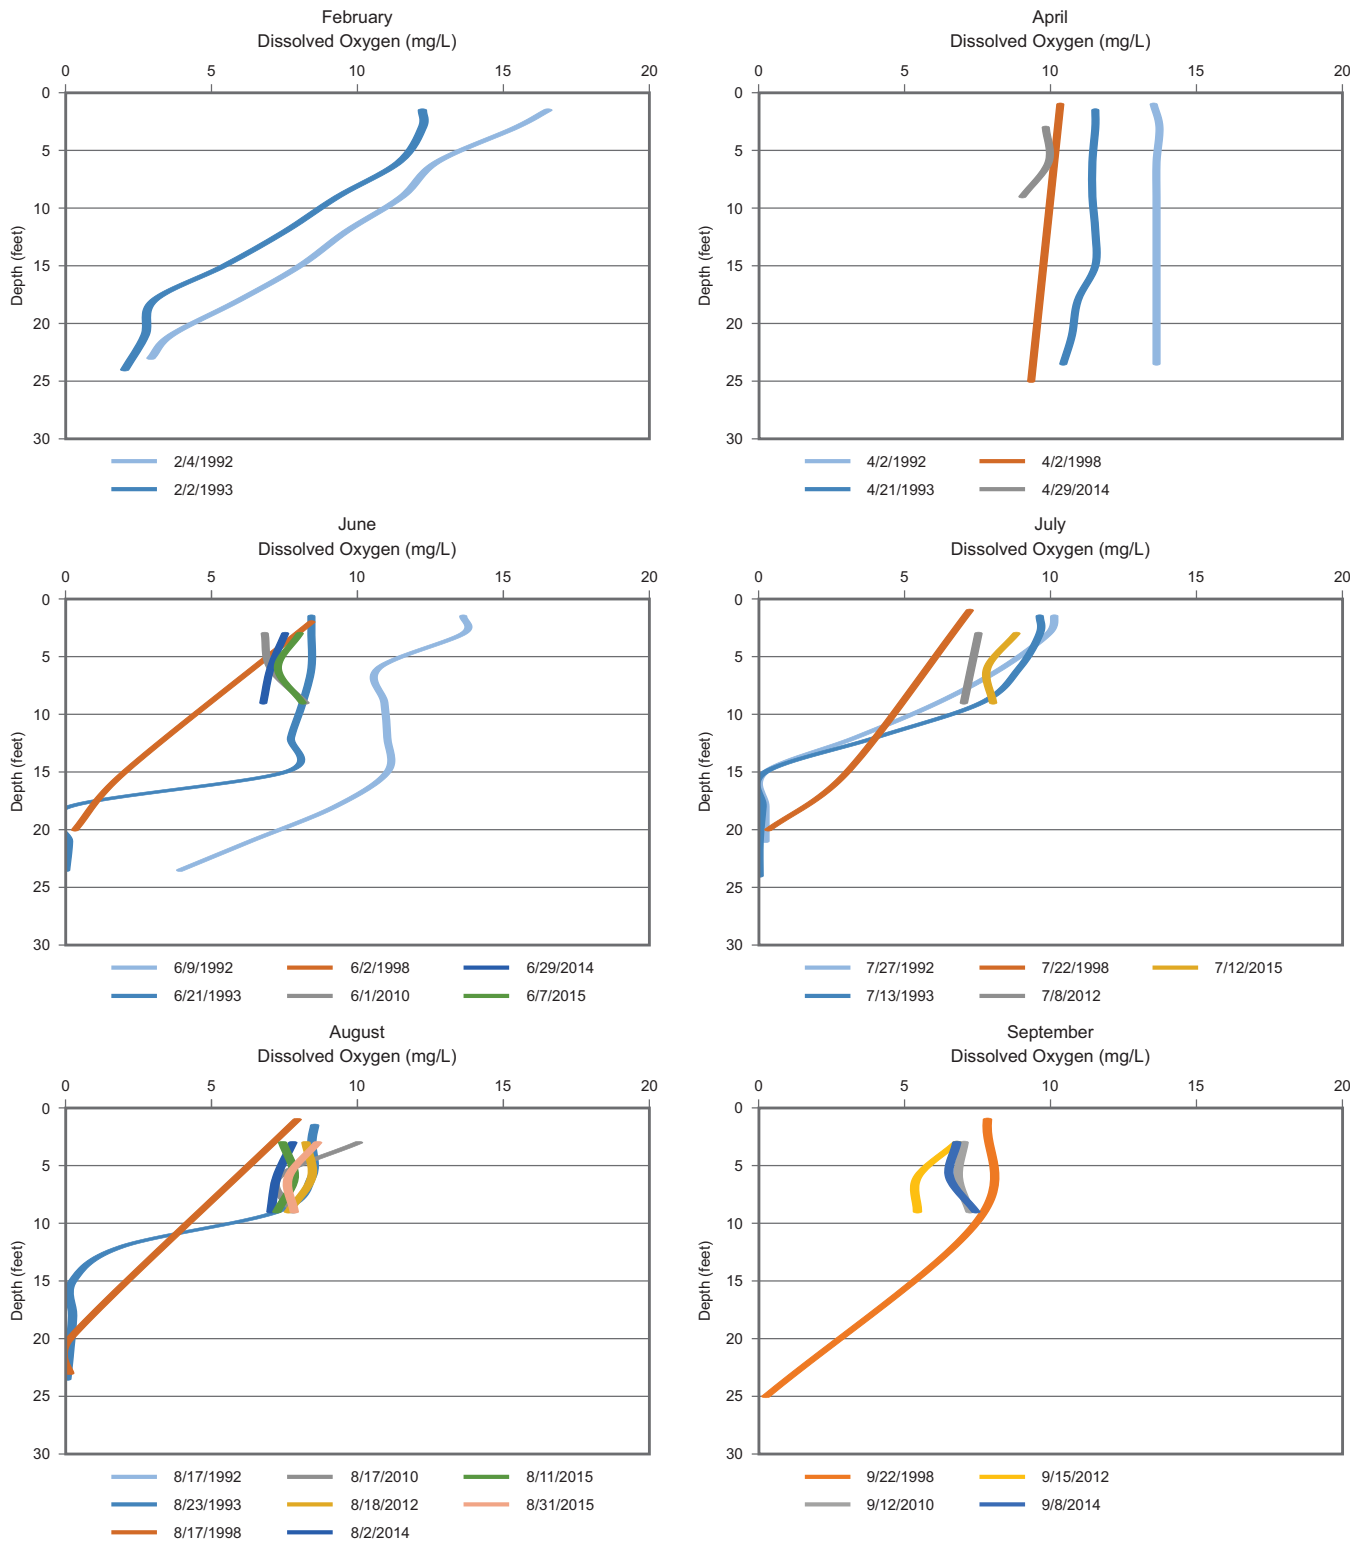 February
Dissolved Oxygen (mg/L)
0 5 10 15 20
0
5
10
15
20
25
30
Depth (feet)
2/4/1992
2/2/1993
April
Dissolved Oxygen (mg/L)
0 5 10 15 20
0
5
10
15
20
25
30
Depth (feet)
4/2/1992 4/2/1998
4/21/1993 4/29/2014
June
Dissolved Oxygen (mg/L)
0 5 10 15 20
0
5
10
15
20
25
30
Depth (feet)
6/9/1992 6/2/1998 6/29/2014
6/21/1993 6/1/2010 6/7/2015
July
Dissolved Oxygen (mg/L)
0 5 10 15 20
0
5
10
15
20
25
30
Depth (feet)
7/27/1992 7/22/1998 7/12/2015
7/13/1993 7/8/2012
August
Dissolved Oxygen (mg/L)
0 5 10 15 20
0
5
10
15
20
25
30
Depth (feet)
8/17/1992 8/17/2010 8/11/2015
8/23/1993 8/18/2012 8/31/2015
8/17/1998 8/2/2014
September
Dissolved Oxygen (mg/L)
0 5 10 15 20
0
5
10
15
20
25
30
Depth (feet)
9/22/1998 9/15/2012
9/12/2010 9/8/2014